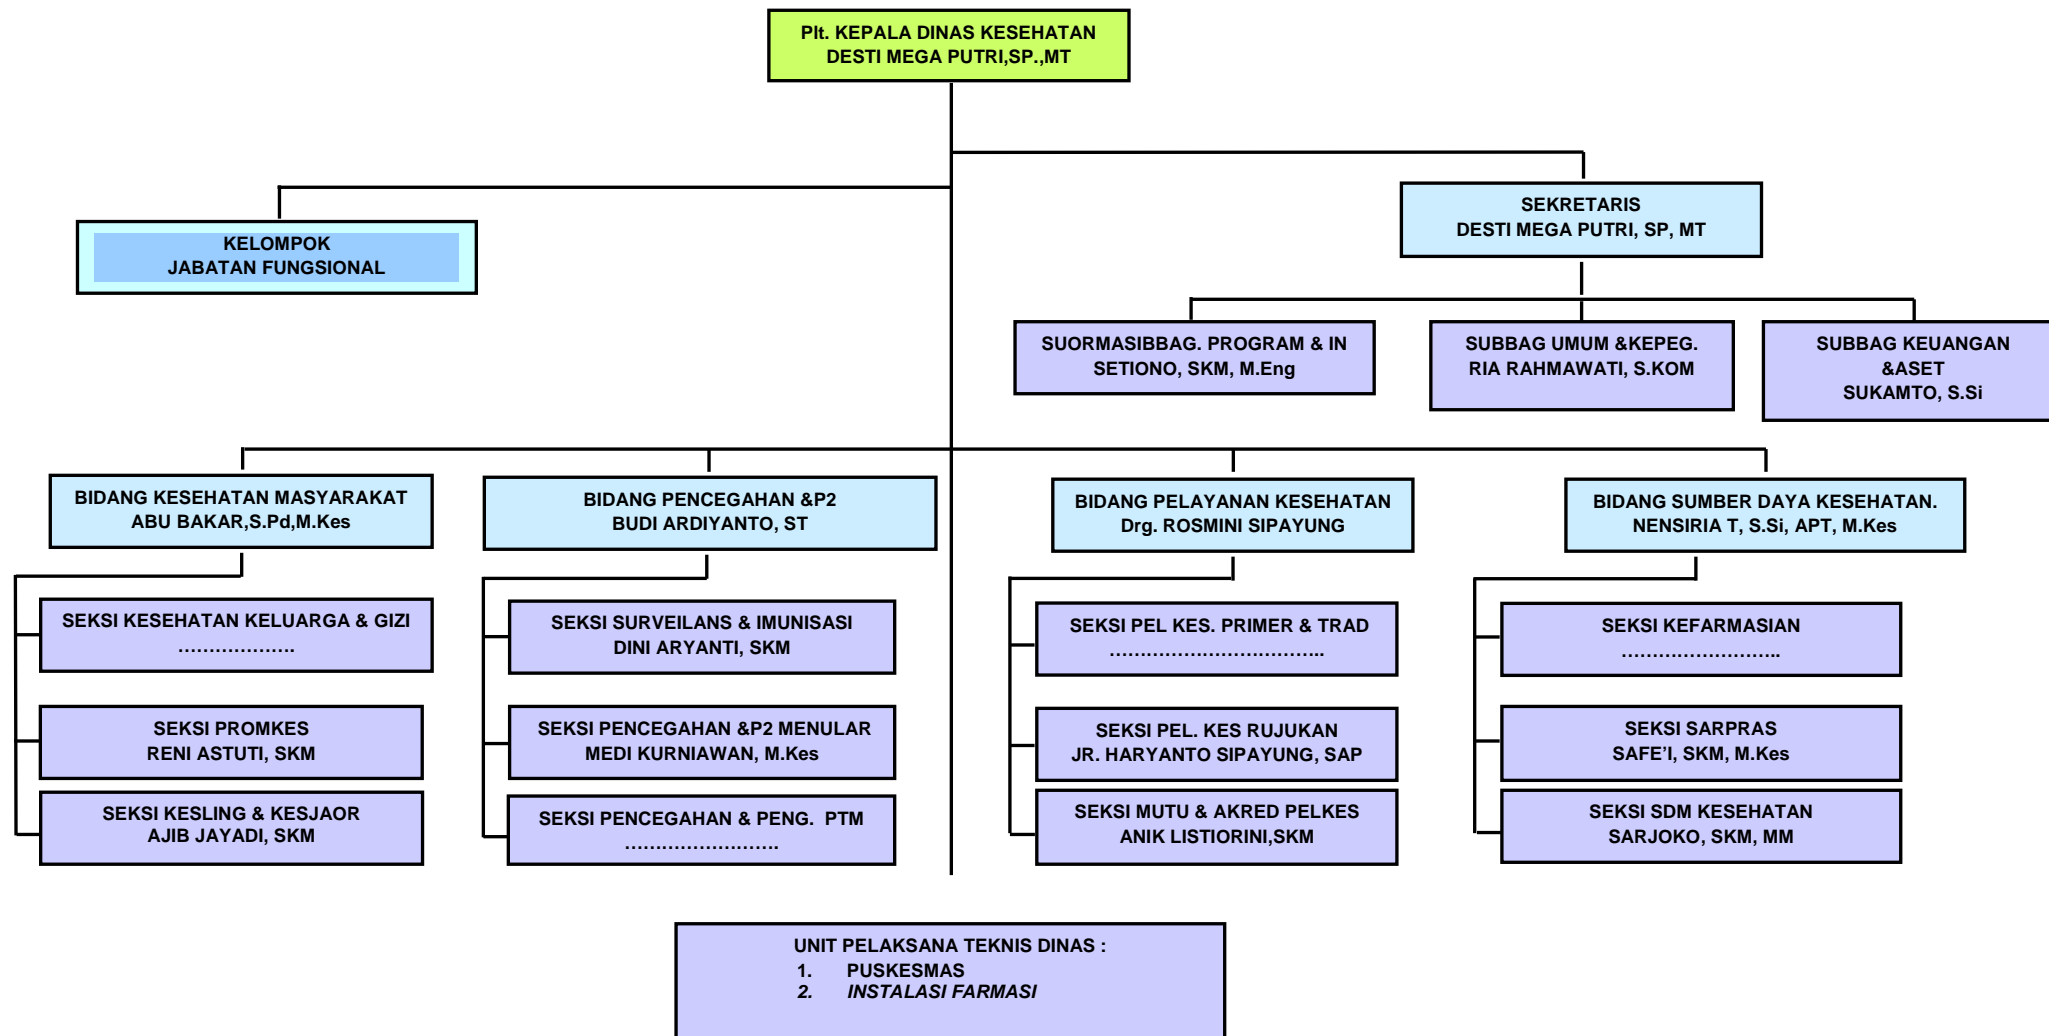 Plt. KEPALA DINAS KESEHATAN
DESTI MEGA PUTRI,SP.,MT
SEKRETARIS
DESTI MEGA PUTRI, SP, MT
KELOMPOK
JABATAN FUNGSIONAL
SUORMASIBBAG. PROGRAM & IN
SETIONO, SKM, M.Eng
SUBBAG UMUM &KEPEG.
RIA RAHMAWATI, S.KOM
SUBBAG KEUANGAN
&ASET
SUKAMTO, S.Si
BIDANG KESEHATAN MASYARAKAT
ABU BAKAR,S.Pd,M.Kes
BIDANG PENCEGAHAN &P2
BUDI ARDIYANTO, ST
BIDANG PELAYANAN KESEHATAN
Drg. ROSMINI SIPAYUNG
BIDANG SUMBER DAYA KESEHATAN.
NENSIRIA T, S.Si, APT, M.Kes
SEKSI KESEHATAN KELUARGA & GIZI
……………….
SEKSI PROMKES
RENI ASTUTI, SKM
SEKSI KESLING & KESJAOR
AJIB JAYADI, SKM
SEKSI SURVEILANS & IMUNISASI
DINI ARYANTI, SKM
SEKSI PENCEGAHAN &P2 MENULAR
MEDI KURNIAWAN, M.Kes
SEKSI PENCEGAHAN & PENG.  PTM
…………………….
SEKSI PEL KES. PRIMER & TRAD
……………………………..
SEKSI PEL. KES RUJUKAN
JR. HARYANTO SIPAYUNG, SAP
SEKSI MUTU & AKRED PELKES
ANIK LISTIORINI,SKM
SEKSI KEFARMASIAN
……………………..
SEKSI SARPRAS
SAFE’I, SKM, M.Kes
SEKSI SDM KESEHATAN
SARJOKO, SKM, MM
UNIT PELAKSANA TEKNIS DINAS :
1. PUSKESMAS
2. INSTALASI FARMASI